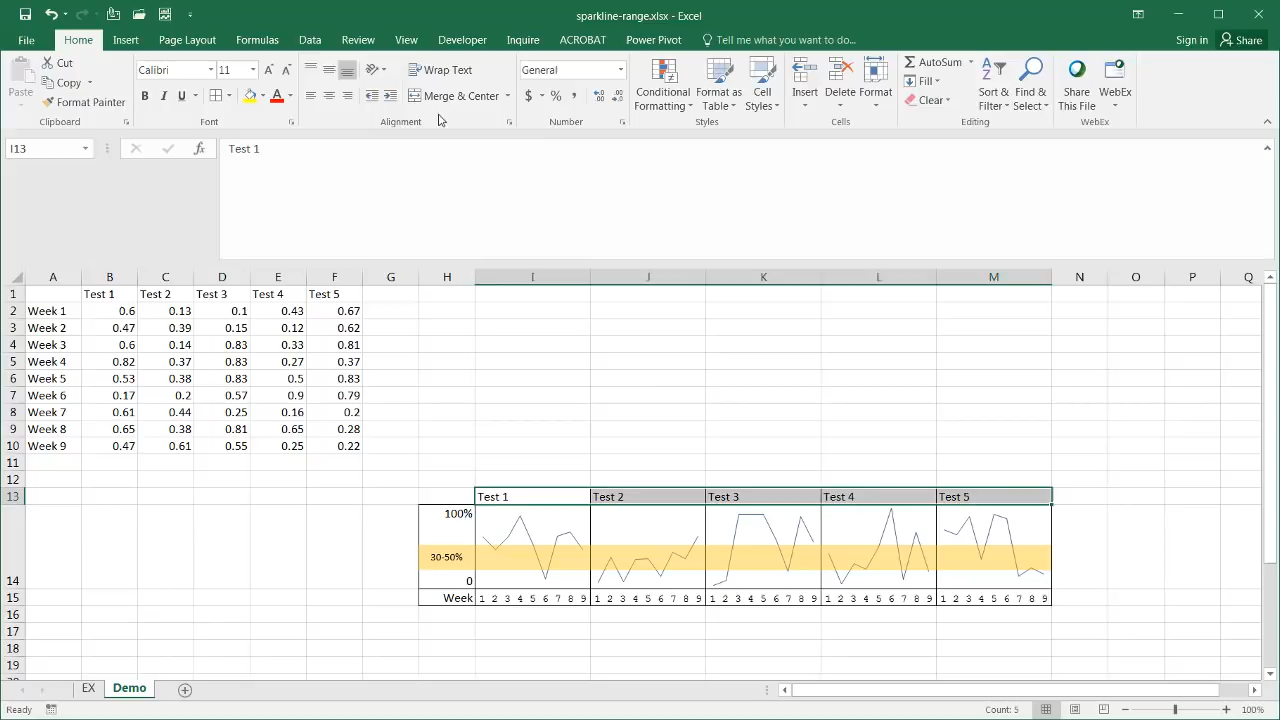 sparkline-range.xlsx - Excel
File Home Insert Page Layout Formulas Data Review View Developer Inquire ACROBAT Power Pivot Tell me what you want to do... Sign in Share
Paste Cut Copy Format Painter Clipboard
Calibri 11 B I U A Font
Wrap Text Merge & Center Alignment
General $ % , Number
Conditional Formatting Format as Table Cell Styles Styles
Insert Delete Format Cells
AutoSum Fill Clear Sort & Filter Find & Select Editing
Share This File WebEx WebEx
I13 fx Test 1
A B C D E F G H I J K L M N O P Q
1 Test 1 Test 2 Test 3 Test 4 Test 5
2 Week 1 0.6 0.13 0.1 0.43 0.67
3 Week 2 0.47 0.39 0.15 0.12 0.62
4 Week 3 0.6 0.14 0.83 0.33 0.81
5 Week 4 0.82 0.37 0.83 0.27 0.37
6 Week 5 0.53 0.38 0.83 0.5 0.83
7 Week 6 0.17 0.2 0.57 0.9 0.79
8 Week 7 0.61 0.44 0.25 0.16 0.2
9 Week 8 0.65 0.38 0.81 0.65 0.28
10 Week 9 0.47 0.61 0.55 0.25 0.22
11
12
13 Test 1 Test 2 Test 3 Test 4 Test 5
100%
30-50%
14 0
15 Week 1 2 3 4 5 6 7 8 9 1 2 3 4 5 6 7 8 9 1 2 3 4 5 6 7 8 9 1 2 3 4 5 6 7 8 9 1 2 3 4 5 6 7 8 9
16
17
18
19
EX Demo
Ready Count: 5 100%